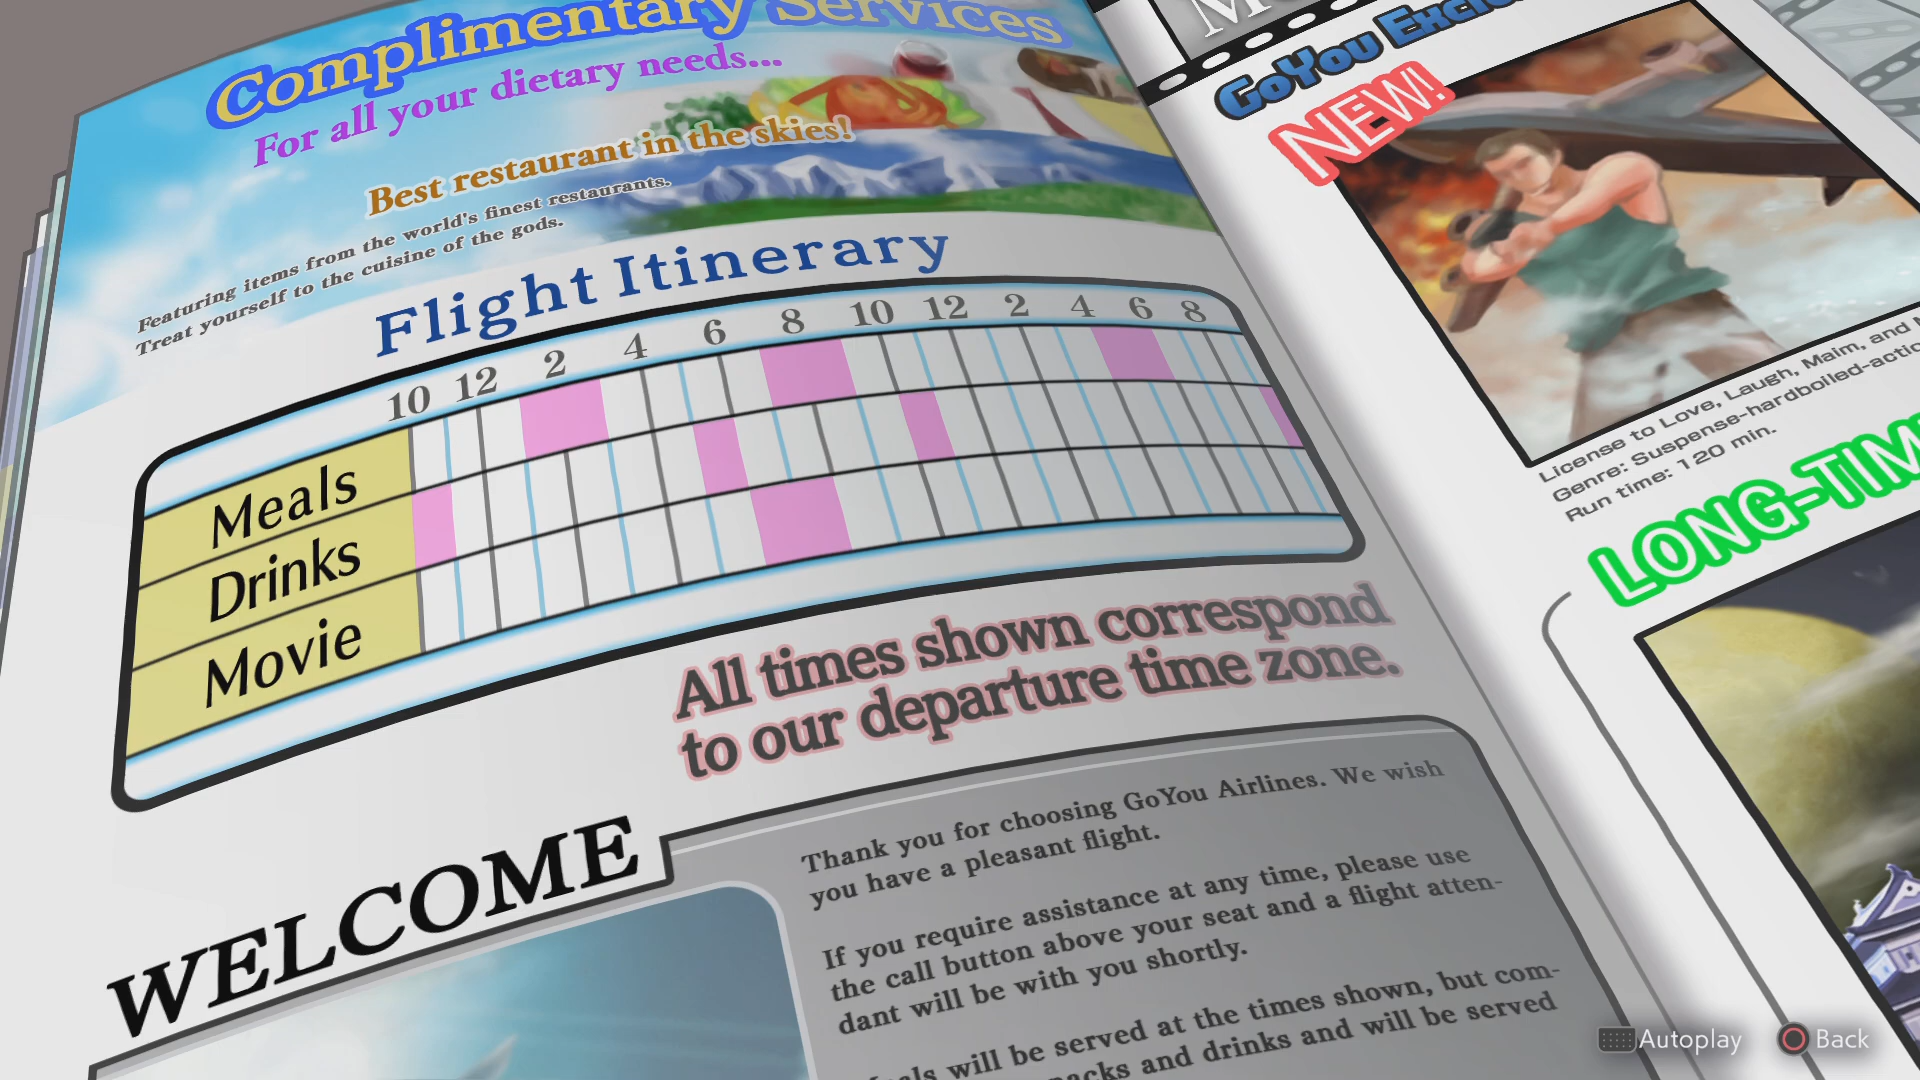 Complimentary Services
For all your dietary needs...
Best restaurant in the skies!
Featuring items from the world's finest restaurants.
Treat yourself to the cuisine of the gods.
Flight Itinerary
10 12 2 4 6 8 10 12 2 4 6 8
Meals
Drinks
Movie
All times shown correspond
to our departure time zone.
WELCOME
Thank you for choosing GoYou Airlines. We wish
you have a pleasant flight.
If you require assistance at any time, please use
the call button above your seat and a flight atten-
dant will be with you shortly.
will be served at the times shown, but com-
and drinks and will be served
GoYou
NEW!
License to Love, Laugh, Maim, and
Genre: Suspense-hardboiled-actio
Run time: 120 min.
LONG-TIM
Autoplay Back